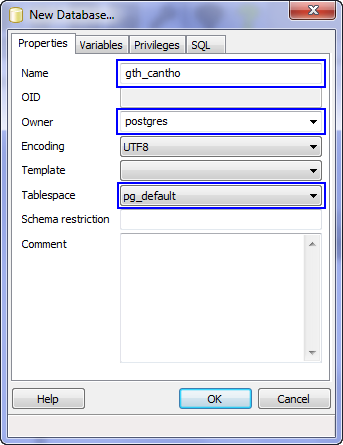 New Database...
Properties Variables Privileges SQL
Name gth_cantho
OID
Owner postgres
Encoding UTF8
Template
Tablespace pg_default
Schema restriction
Comment
Help OK Cancel